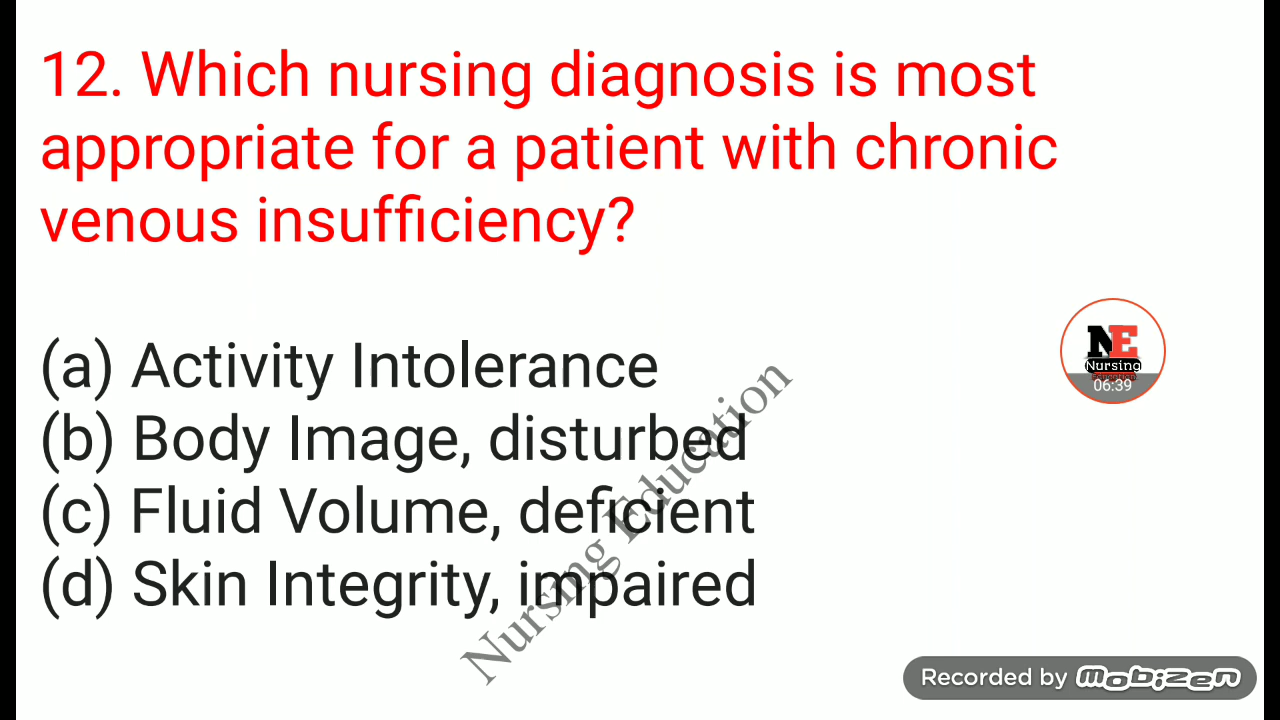 12. Which nursing diagnosis is most
appropriate for a patient with chronic
venous insufficiency?
(a) Activity Intolerance
(b) Body Image, disturbed
(c) Fluid Volume, deficient
(d) Skin Integrity, impaired
Nursing Education
NE
Nursing
06:39
Recorded by mobizen